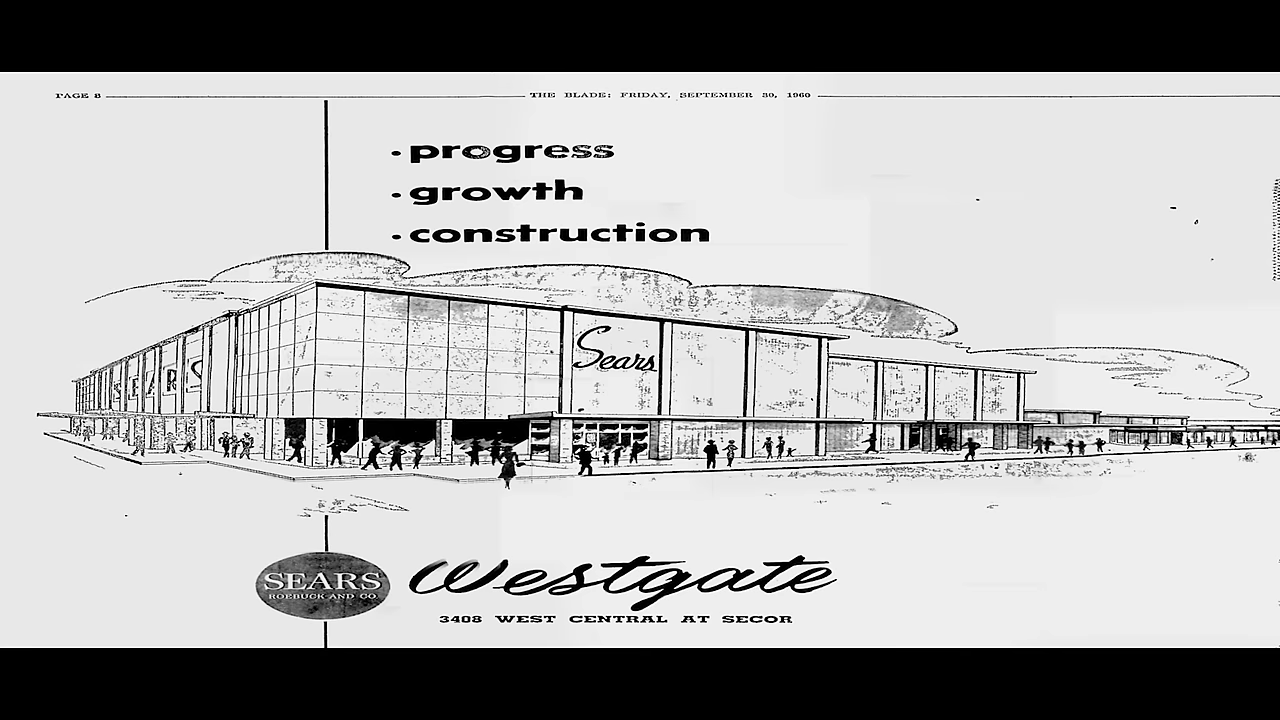 PAGE 8
THE BLADE: FRIDAY, SEPTEMBER 30, 1960
· progress
· growth
· construction
Sears
SEARS
SEARS
ROEBUCK AND CO.
Westgate
3408 WEST CENTRAL AT SECOR